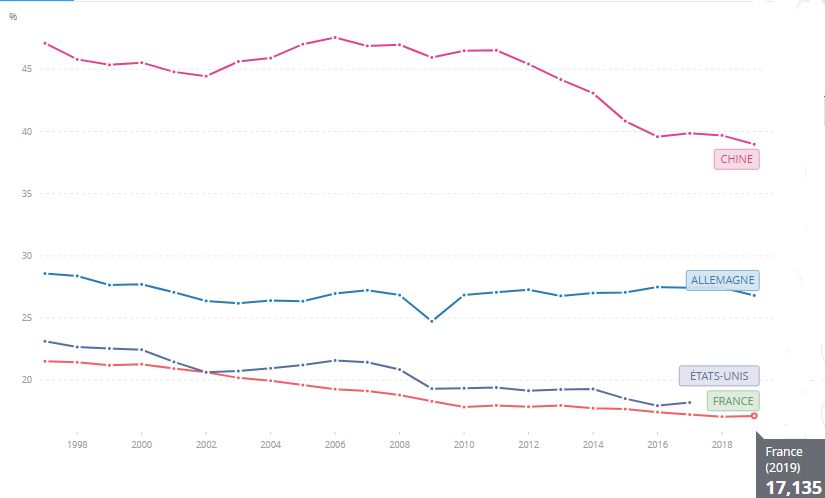 %
45
40
CHINE
35
30
ALLEMAGNE
25
20
ÉTATS-UNIS
FRANCE
1998 2000 2002 2004 2006 2008 2010 2012 2014 2016 2018
France
(2019)
17,135